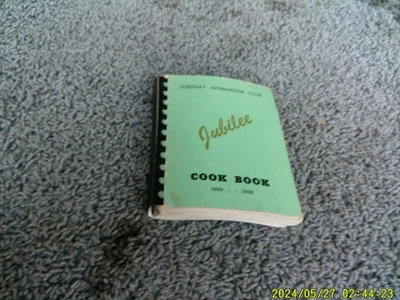 TUESDAY AFTERNOON CLUB
Jubilee
COOK BOOK
2024/05/27 02:44:23